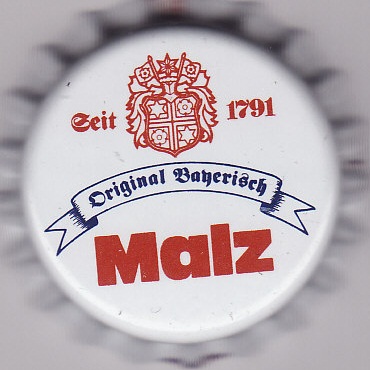 Seit 1791
Original Bayerisch
Malz